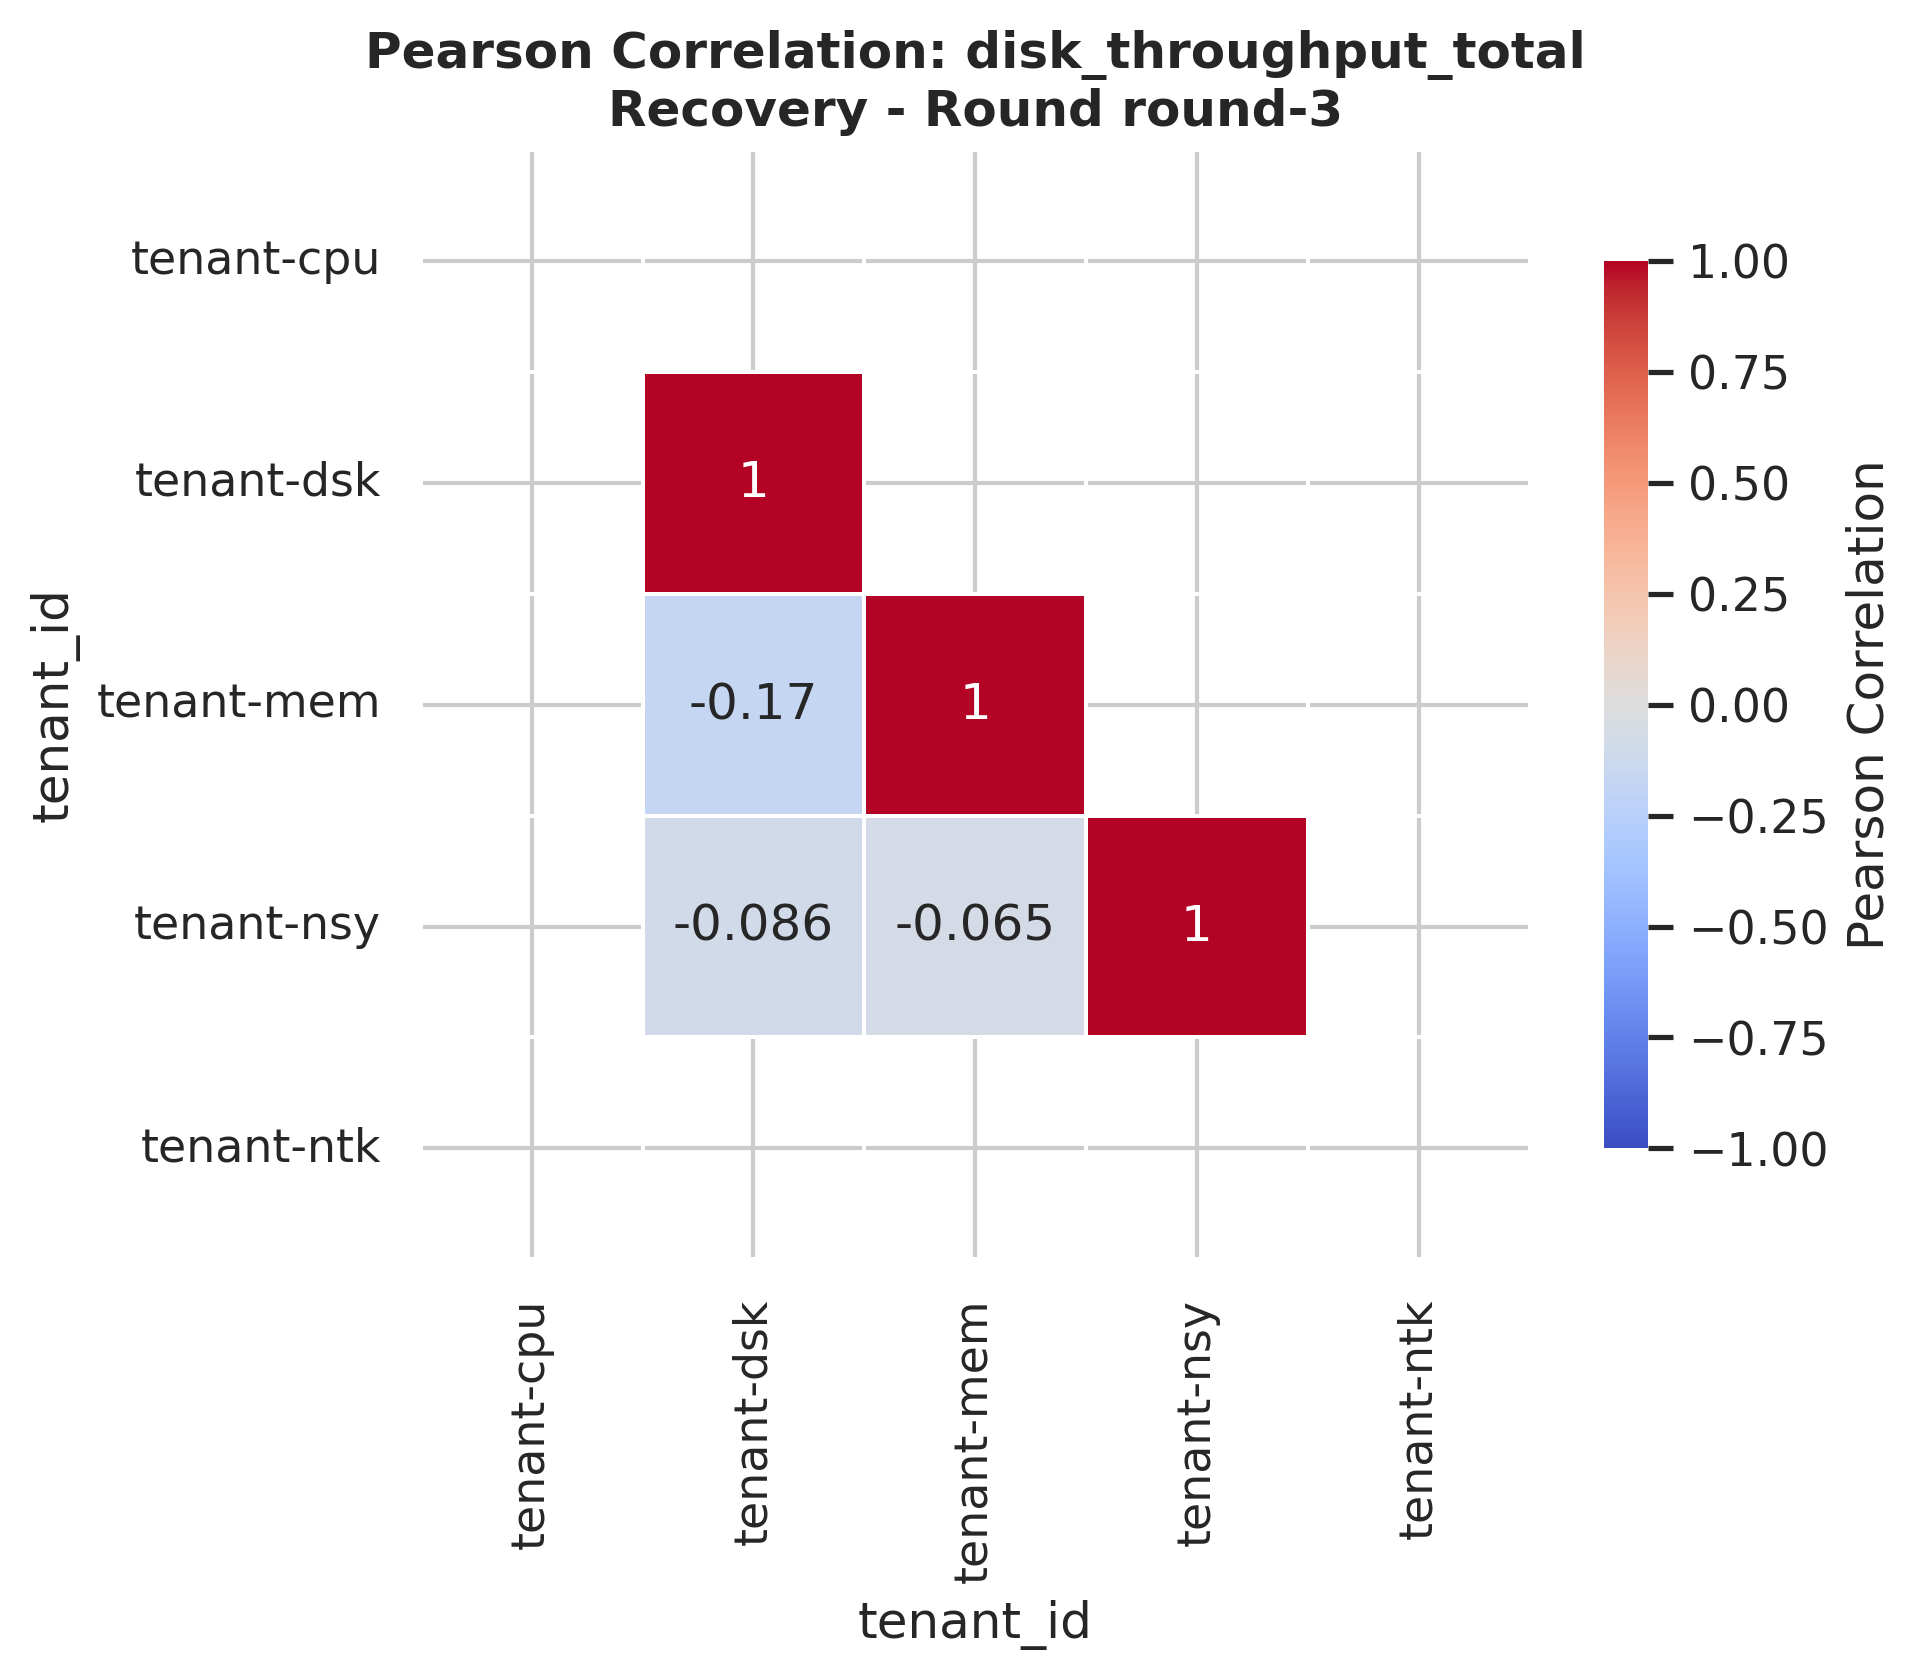 Pearson Correlation: disk_throughput_total
Recovery - Round round-3
tenant-cpu
tenant-dsk
tenant-mem
tenant-nsy
tenant-ntk
tenant_id
1
-0.17 1
-0.086 -0.065 1
tenant-cpu tenant-dsk tenant-mem tenant-nsy tenant-ntk
tenant_id
1.00
0.75
0.50
0.25
0.00
−0.25
−0.50
−0.75
−1.00
Pearson Correlation